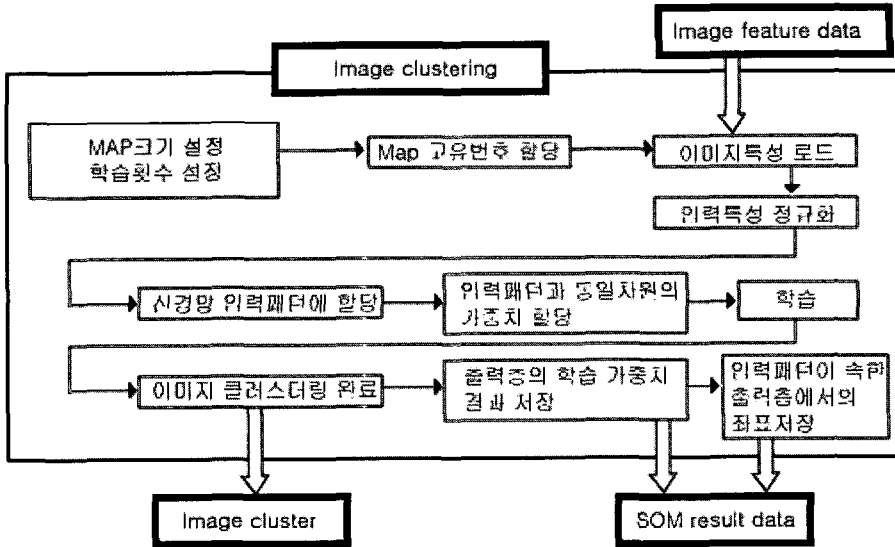 Image feature data
Image clustering
MAP크기 설정
학습횟수 설정
Map 고유번호 할당
이미지특성 로드
입력특성 정규화
신경망 입력패턴에 할당
입력패턴과 동일차원의
가중치 할당
학습
이미지 클러스터링 완료
출력층의 학습 가중치
결과 저장
입력패턴이 속한
출력층에서의
좌표저장
Image cluster
SOM result data